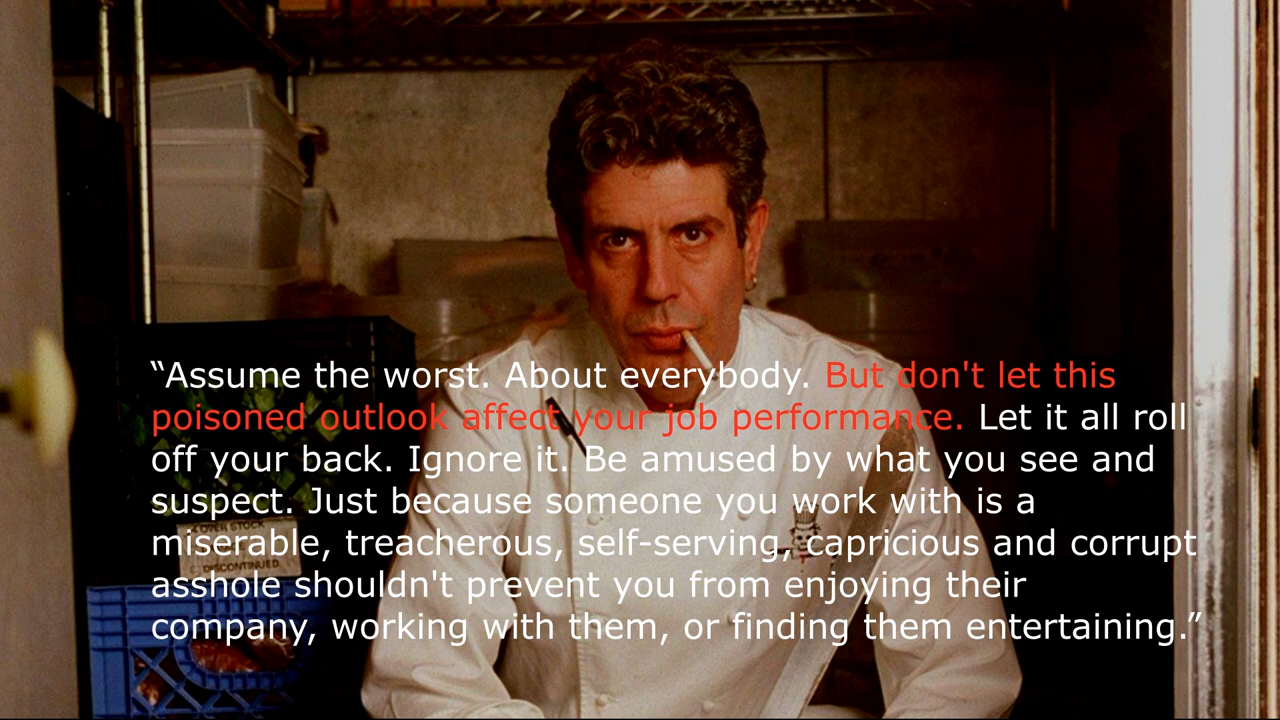 “Assume the worst. About everybody. But don't let this
poisoned outlook affect your job performance. Let it all roll
off your back. Ignore it. Be amused by what you see and
suspect. Just because someone you work with is a
miserable, treacherous, self-serving, capricious and corrupt
asshole shouldn't prevent you from enjoying their
company, working with them, or finding them entertaining.”
OVER STOCK
DISCONTINUED